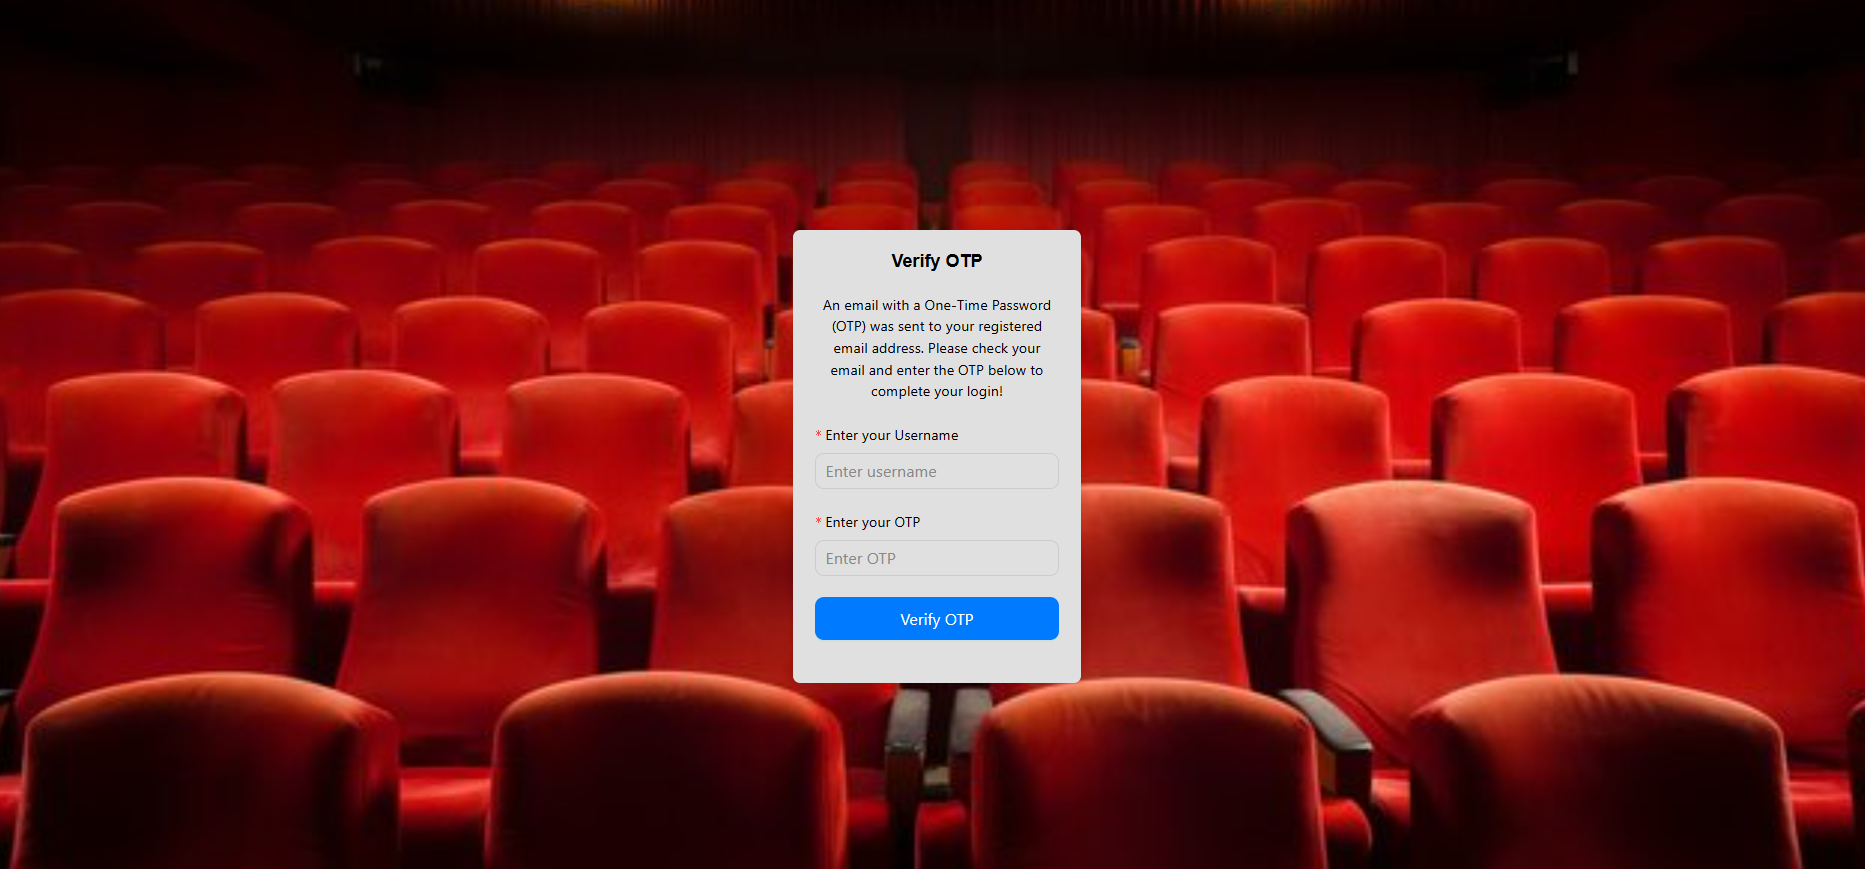 Verify OTP
An email with a One-Time Password
(OTP) was sent to your registered
email address. Please check your
email and enter the OTP below to
complete your login!
* Enter your Username
Enter username
* Enter your OTP
Enter OTP
Verify OTP